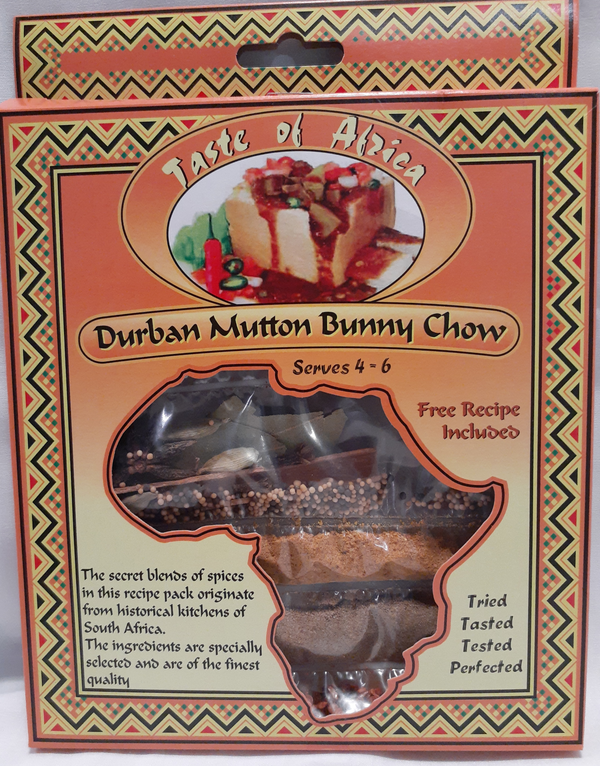 Taste of Africa
Durban Mutton Bunny Chow
Serves 4 - 6
Free Recipe
Included
The secret blends of spices
in this recipe pack originate
from historical kitchens of
South Africa.
The ingredients are specially
selected and are of the finest
quality
Tried
Tasted
Tested
Perfected